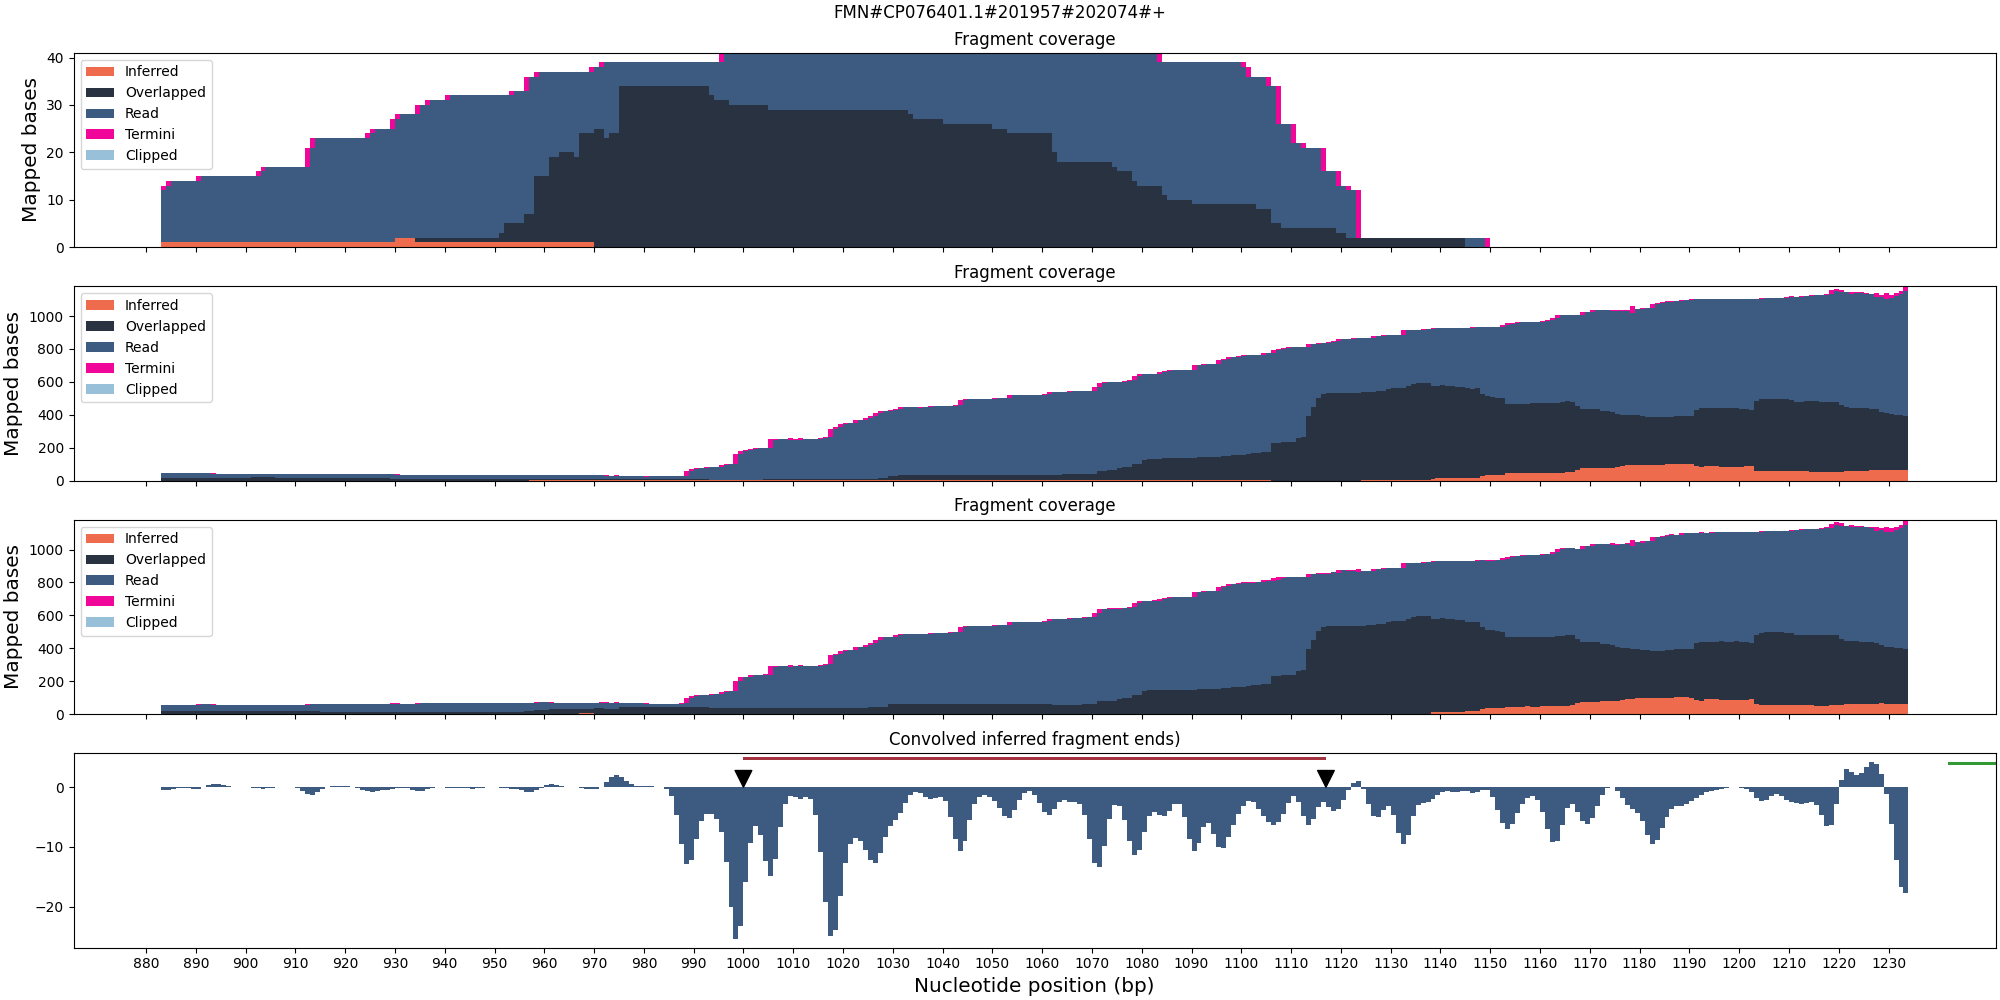 FMN#CP076401.1#201957#202074#+
Fragment coverage
Mapped bases
40
30
20
10
0
Inferred
Overlapped
Read
Termini
Clipped
Fragment coverage
Mapped bases
1000
800
600
400
200
0
Inferred
Overlapped
Read
Termini
Clipped
Fragment coverage
Mapped bases
1000
800
600
400
200
0
Inferred
Overlapped
Read
Termini
Clipped
Convolved inferred fragment ends)
0
−10
−20
880 890 900 910 920 930 940 950 960 970 980 990 1000 1010 1020 1030 1040 1050 1060 1070 1080 1090 1100 1110 1120 1130 1140 1150 1160 1170 1180 1190 1200 1210 1220 1230
Nucleotide position (bp)